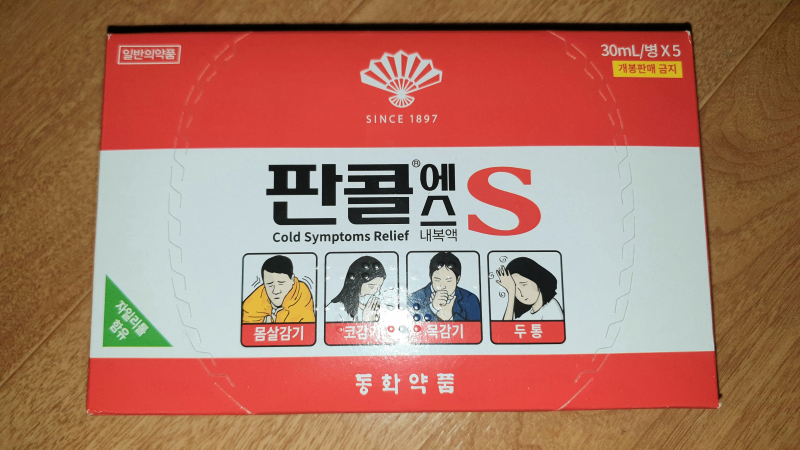 일반의약품
30mL/병 X 5
개봉판매 금지
SINCE 1897
판콜®에스 S
Cold Symptoms Relief 내복액
자일리톨
함유
몸살감기
코감기
목감기
두통
동화약품